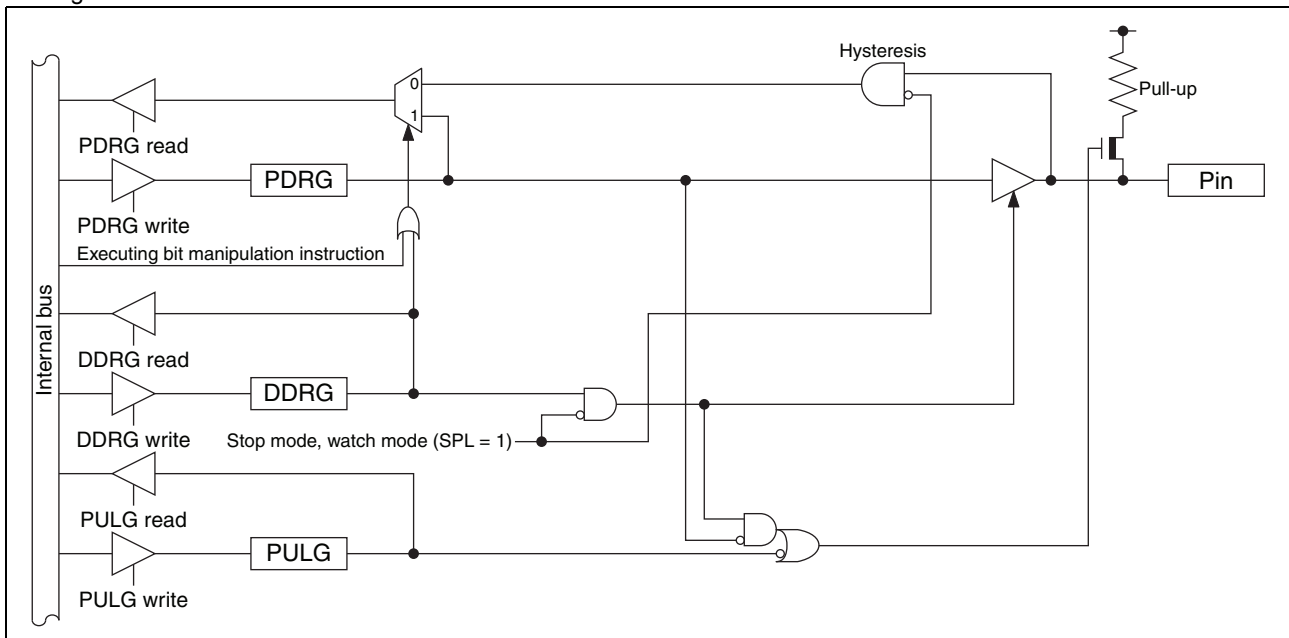 Hysteresis
0
Pull-up
1
PDRG read
PDRG
Pin
PDRG write
Executing bit manipulation instruction
Internal bus
DDRG read
DDRG
DDRG write
Stop mode, watch mode (SPL = 1)
PULG read
PULG
PULG write